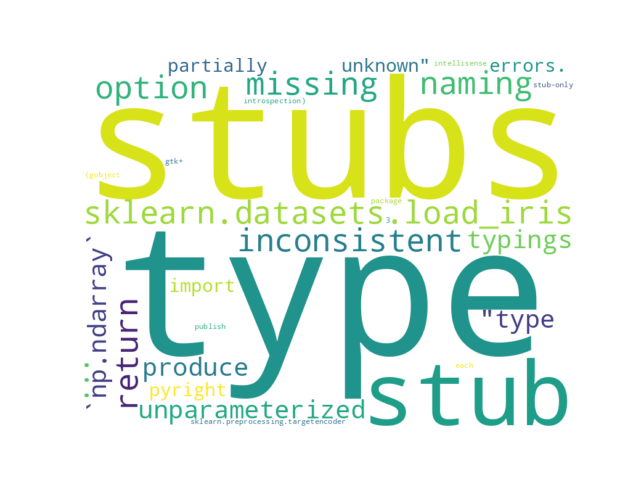 partially unknown" intellisense errors.
option missing naming stub-only
introspection)
stubs
gtk+
(gobject
package
sklearn.datasets.load_iris
3
inconsistent typings
type
`np.ndarray`
...
return
import
"type
publish
produce
each
pyright
stub
unparameterized
sklearn.preprocessing.targetencoder